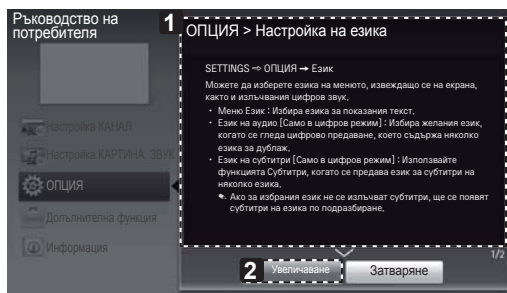 Ръководство на
потребителя
1
ОПЦИЯ > Настройка на езика
SETTINGS ⇨ ОПЦИЯ ➙ Език
Можете да изберете езика на менюто, извеждащо се на екрана,
както и излъчвания цифров звук.
• Меню Език : Избира езика за показания текст.
• Език на аудио [Само в цифров режим] : Избира желания език,
когато се гледа цифрово предаване, което съдържа няколко
езика за дублаж.
• Език на субтитри [Само в цифров режим] : Използвайте
функцията Субтитри, когато се предава език за субтитри на
няколко езика.
Ако за избрания език не се излъчват субтитри, ще се появят
субтитри на езика по подразбиране.
Настройка КАНАЛ
Настройка КАРТИНА, ЗВУК
ОПЦИЯ
Допълнителна функция
Информация
1/2
2
Увеличаване
Затваряне